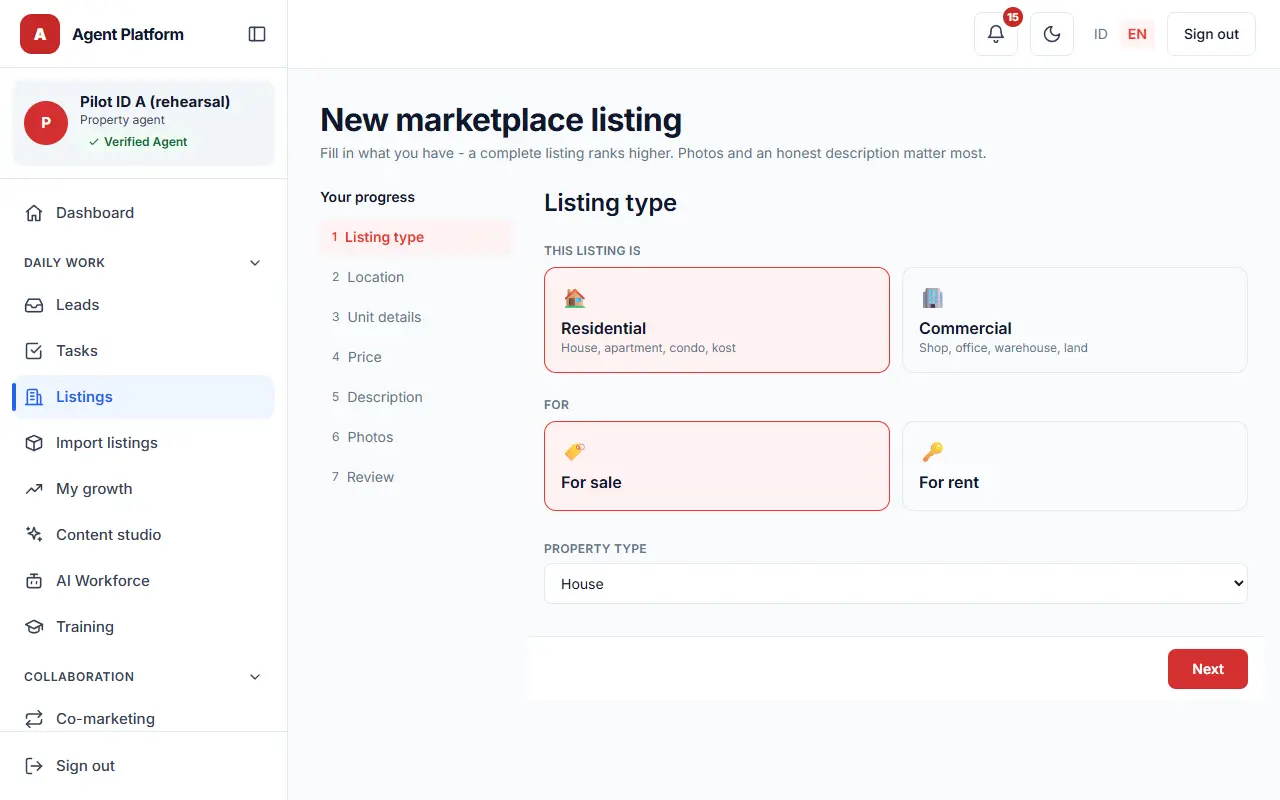 A
Agent Platform
15
ID
EN
Sign out
P
Pilot ID A (rehearsal)
Property agent
Verified Agent
Dashboard
DAILY WORK
Leads
Tasks
Listings
Import listings
My growth
Content studio
AI Workforce
Training
COLLABORATION
Co-marketing
Sign out
New marketplace listing
Fill in what you have - a complete listing ranks higher. Photos and an honest description matter most.
Your progress
1 Listing type
2 Location
3 Unit details
4 Price
5 Description
6 Photos
7 Review
Listing type
THIS LISTING IS
Residential
House, apartment, condo, kost
Commercial
Shop, office, warehouse, land
FOR
For sale
For rent
PROPERTY TYPE
House
Next